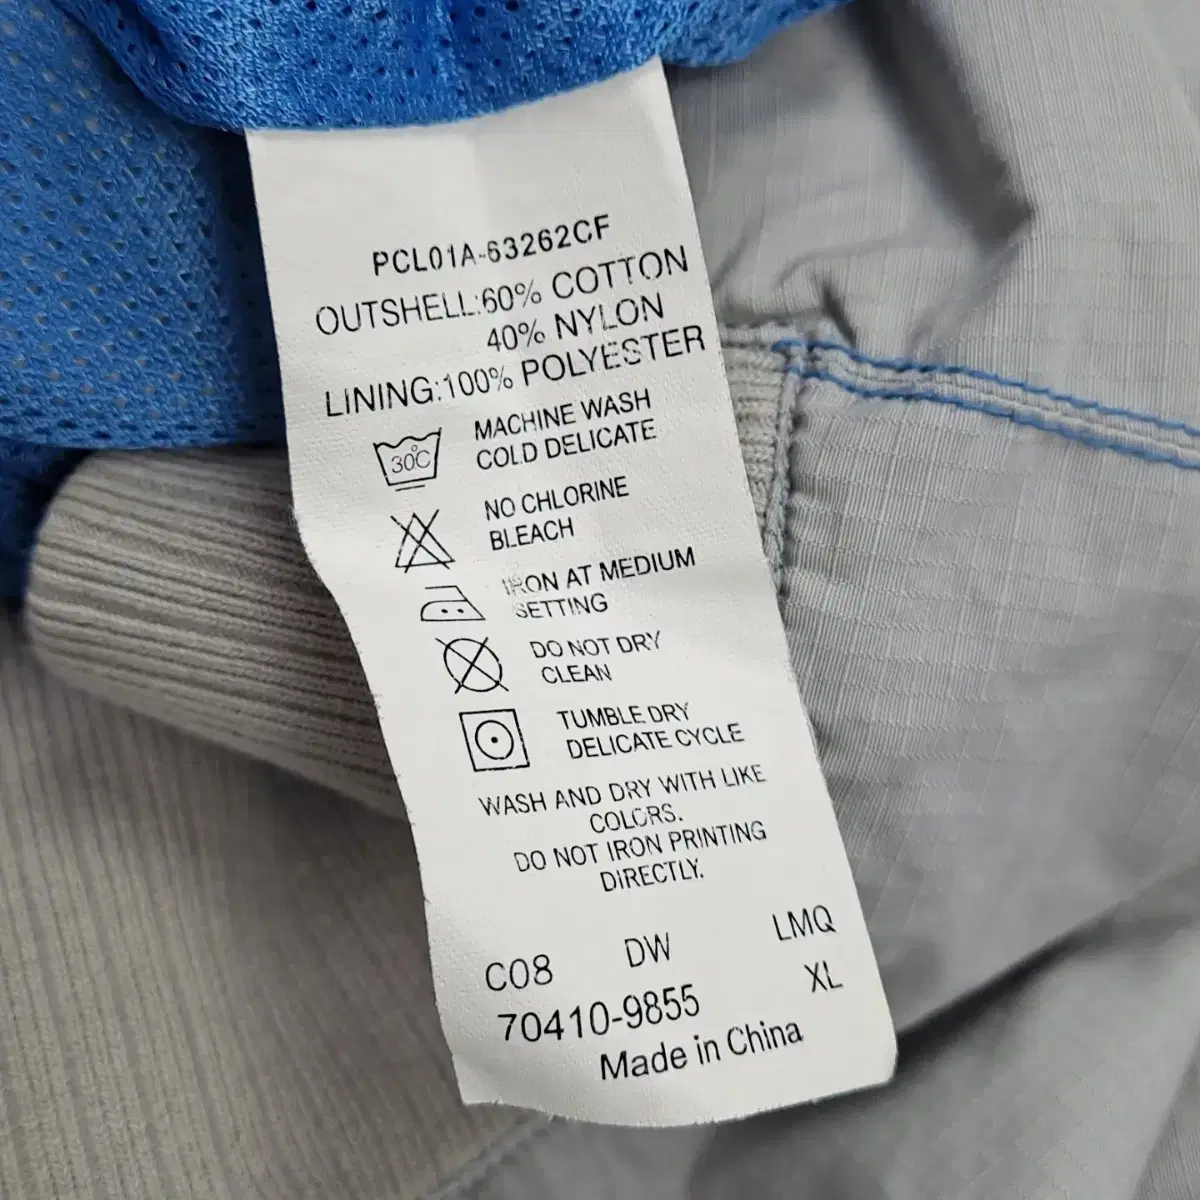 PCL01A-63262CF
OUTSHELL:60% COTTON
40% NYLON
LINING:100% POLYESTER
30C
MACHINE WASH
COLD DELICATE
NO CHLORINE
BLEACH
IRON AT MEDIUM
SETTING
DO NOT DRY
CLEAN
TUMBLE DRY
DELICATE CYCLE
WASH AND DRY WITH LIKE
COLORS.
DO NOT IRON PRINTING
DIRECTLY.
C08 DW LMQ
70410-9855 XL
Made in China